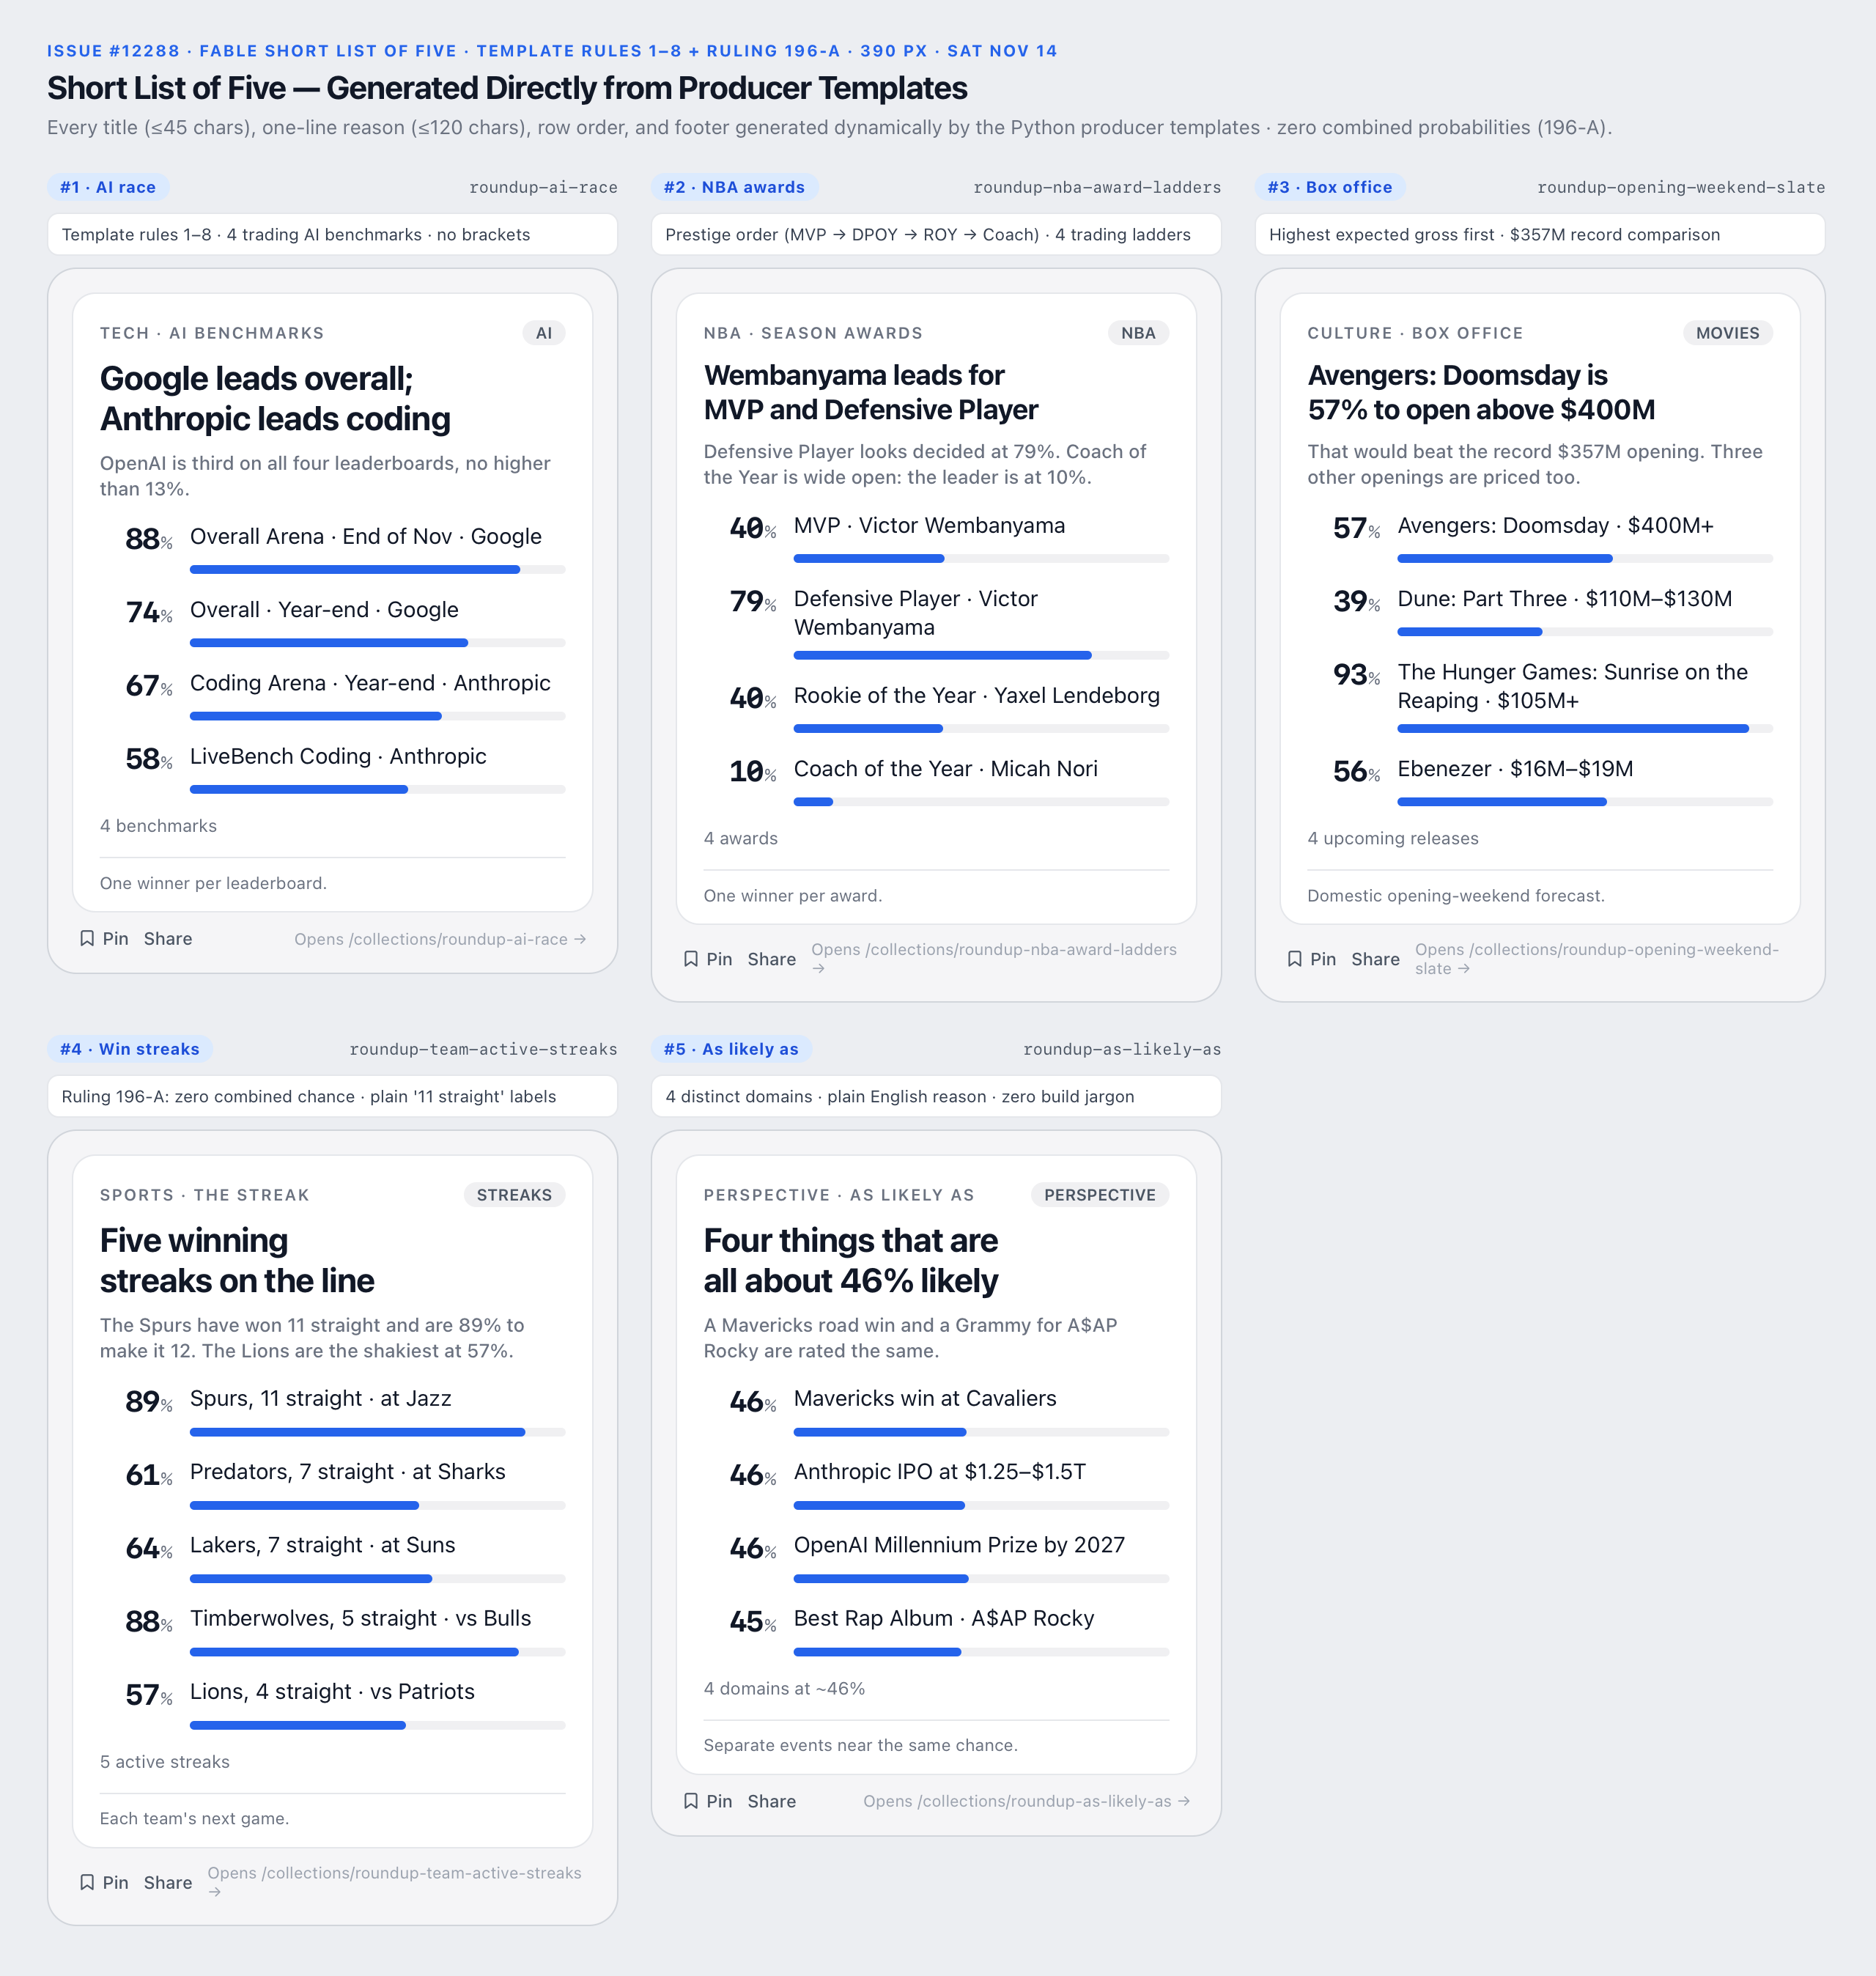 ISSUE #12288 · FABLE SHORT LIST OF FIVE · TEMPLATE RULES 1–8 + RULING 196-A · 390 PX · SAT NOV 14
Short List of Five — Generated Directly from Producer Templates
Every title (≤45 chars), one-line reason (≤120 chars), row order, and footer generated dynamically by the Python producer templates · zero combined probabilities (196-A).
#1 · AI race
roundup-ai-race
Template rules 1–8 · 4 trading AI benchmarks · no brackets
TECH · AI BENCHMARKS
AI
Google leads overall;
Anthropic leads coding
OpenAI is third on all four leaderboards, no higher
than 13%.
88% Overall Arena · End of Nov · Google
74% Overall · Year-end · Google
67% Coding Arena · Year-end · Anthropic
58% LiveBench Coding · Anthropic
4 benchmarks
One winner per leaderboard.
Pin Share Opens /collections/roundup-ai-race →
#2 · NBA awards
roundup-nba-award-ladders
Prestige order (MVP → DPOY → ROY → Coach) · 4 trading ladders
NBA · SEASON AWARDS
NBA
Wembanyama leads for
MVP and Defensive Player
Defensive Player looks decided at 79%. Coach of
the Year is wide open: the leader is at 10%.
40% MVP · Victor Wembanyama
79% Defensive Player · Victor
Wembanyama
40% Rookie of the Year · Yaxel Lendeborg
10% Coach of the Year · Micah Nori
4 awards
One winner per award.
Pin Share Opens /collections/roundup-nba-award-ladders
→
#3 · Box office
roundup-opening-weekend-slate
Highest expected gross first · $357M record comparison
CULTURE · BOX OFFICE
MOVIES
Avengers: Doomsday is
57% to open above $400M
That would beat the record $357M opening. Three
other openings are priced too.
57% Avengers: Doomsday · $400M+
39% Dune: Part Three · $110M–$130M
93% The Hunger Games: Sunrise on the
Reaping · $105M+
56% Ebenezer · $16M–$19M
4 upcoming releases
Domestic opening-weekend forecast.
Pin Share Opens /collections/roundup-opening-weekend-
slate →
#4 · Win streaks
roundup-team-active-streaks
Ruling 196-A: zero combined chance · plain '11 straight' labels
SPORTS · THE STREAK
STREAKS
Five winning
streaks on the line
The Spurs have won 11 straight and are 89% to
make it 12. The Lions are the shakiest at 57%.
89% Spurs, 11 straight · at Jazz
61% Predators, 7 straight · at Sharks
64% Lakers, 7 straight · at Suns
88% Timberwolves, 5 straight · vs Bulls
57% Lions, 4 straight · vs Patriots
5 active streaks
Each team's next game.
Pin Share Opens /collections/roundup-team-active-streaks
→
#5 · As likely as
roundup-as-likely-as
4 distinct domains · plain English reason · zero build jargon
PERSPECTIVE · AS LIKELY AS
PERSPECTIVE
Four things that are
all about 46% likely
A Mavericks road win and a Grammy for A$AP
Rocky are rated the same.
46% Mavericks win at Cavaliers
46% Anthropic IPO at $1.25–$1.5T
46% OpenAI Millennium Prize by 2027
45% Best Rap Album · A$AP Rocky
4 domains at ~46%
Separate events near the same chance.
Pin Share Opens /collections/roundup-as-likely-as →